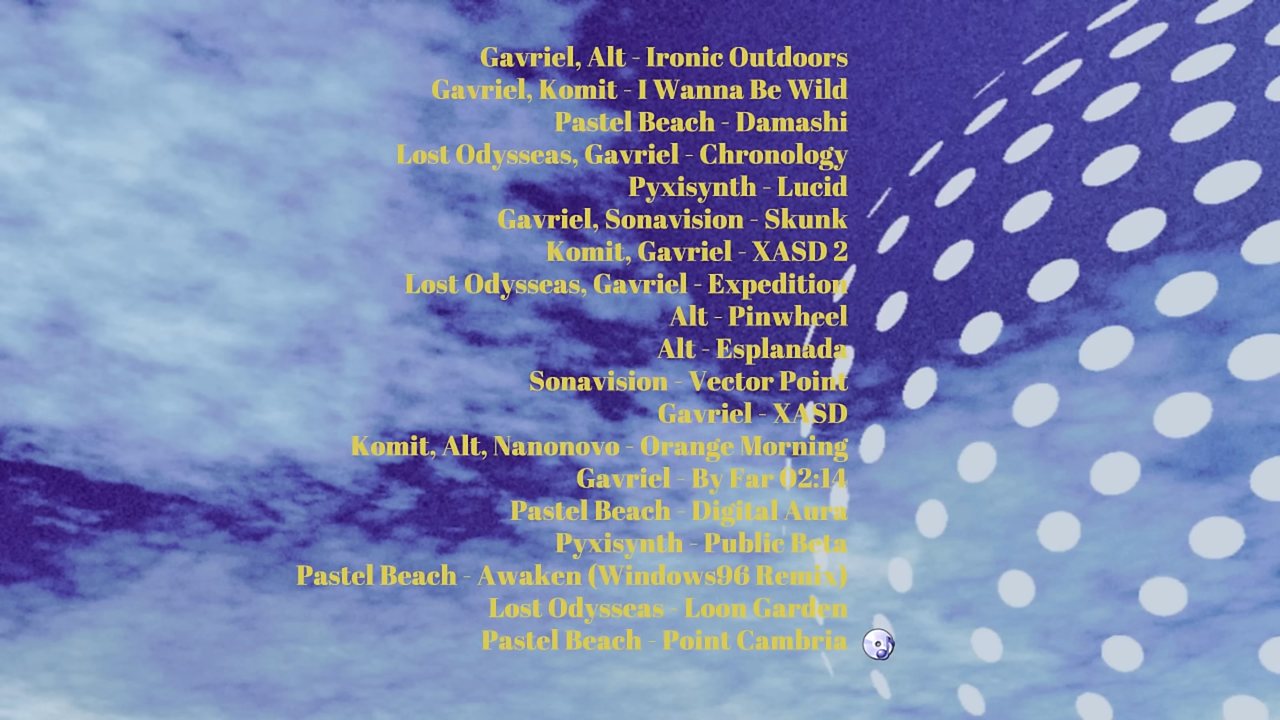 Gavriel, Alt - Ironic Outdoors
Gavriel, Komit - I Wanna Be Wild
Pastel Beach - Damashi
Lost Odysseas, Gavriel - Chronology
Pyxisynth - Lucid
Gavriel, Sonavision - Skunk
Komit, Gavriel - XASD 2
Lost Odysseas, Gavriel - Expedition
Alt - Pinwheel
Alt - Esplanada
Sonavision - Vector Point
Gavriel - XASD
Komit, Alt, Nanonovo - Orange Morning
Gavriel - By Far 02:14
Pastel Beach - Digital Aura
Pyxisynth - Public Beta
Pastel Beach - Awaken (Windows96 Remix)
Lost Odysseas - Loon Garden
Pastel Beach - Point Cambria